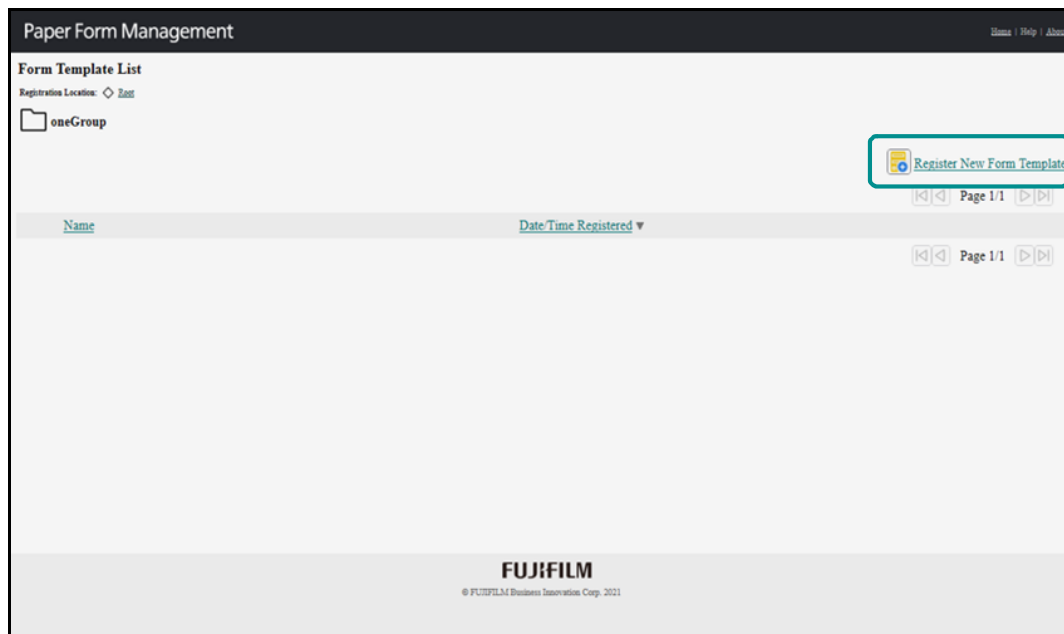 Paper Form Management
Home | Help | About
Form Template List
Registration Location: Root
oneGroup
Register New Form Template
Page 1/1
Name Date/Time Registered ▼
Page 1/1
FUJIFILM
© FUJIFILM Business Innovation Corp. 2021